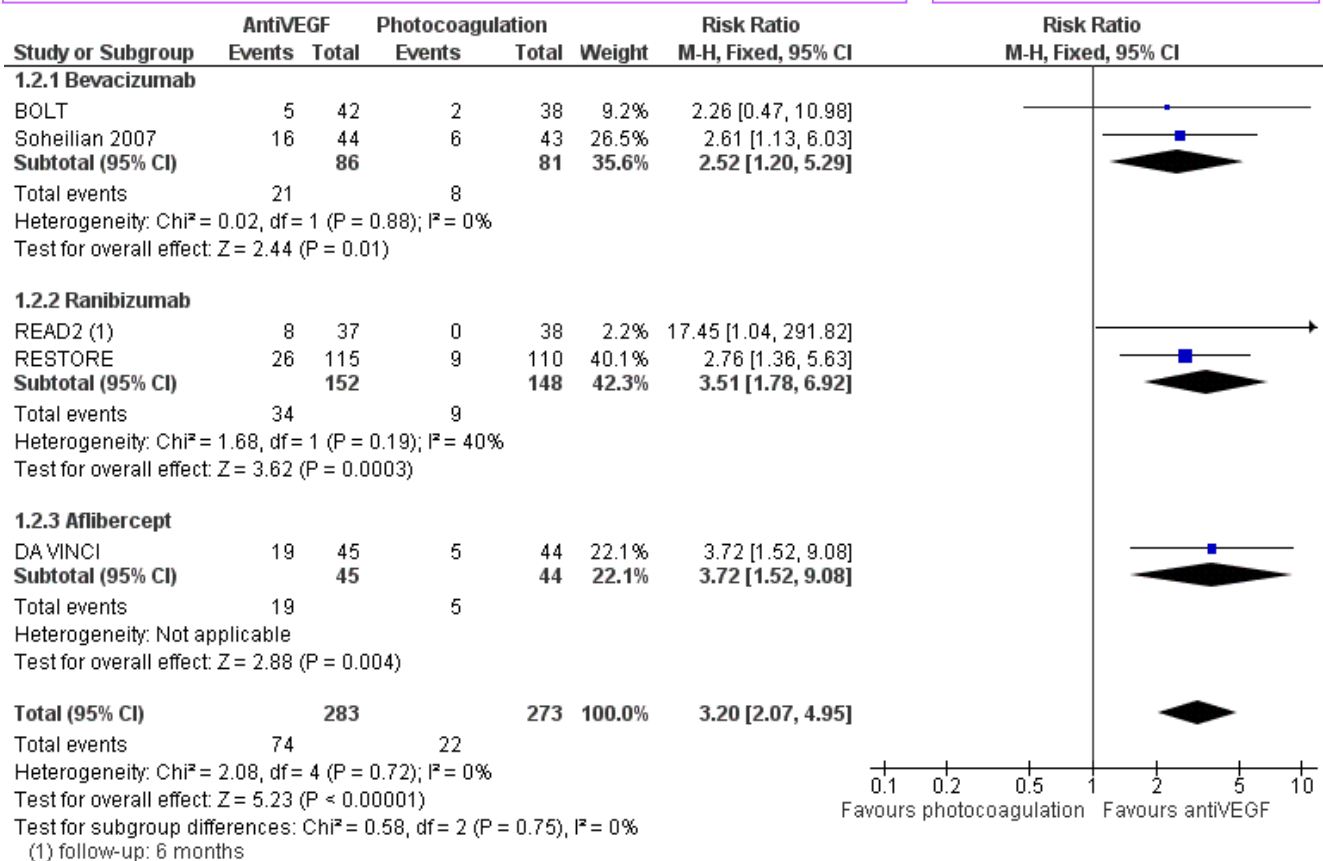 AntiVEGF Photocoagulation Risk Ratio Risk Ratio
Study or Subgroup Events Total Events Total Weight M-H, Fixed, 95% CI M-H, Fixed, 95% CI
1.2.1 Bevacizumab
BOLT 5 42 2 38 9.2% 2.26 [0.47, 10.98]
Soheilian 2007 16 44 6 43 26.5% 2.61 [1.13, 6.03]
Subtotal (95% CI) 86 81 35.6% 2.52 [1.20, 5.29]
Total events 21 8
Heterogeneity: Chi² = 0.02, df = 1 (P = 0.88); I² = 0%
Test for overall effect: Z = 2.44 (P = 0.01)
1.2.2 Ranibizumab
READ2 (1) 8 37 0 38 2.2% 17.45 [1.04, 291.82]
RESTORE 26 115 9 110 40.1% 2.76 [1.36, 5.63]
Subtotal (95% CI) 152 148 42.3% 3.51 [1.78, 6.92]
Total events 34 9
Heterogeneity: Chi² = 1.68, df = 1 (P = 0.19); I² = 40%
Test for overall effect: Z = 3.62 (P = 0.0003)
1.2.3 Aflibercept
DA VINCI 19 45 5 44 22.1% 3.72 [1.52, 9.08]
Subtotal (95% CI) 45 44 22.1% 3.72 [1.52, 9.08]
Total events 19 5
Heterogeneity: Not applicable
Test for overall effect: Z = 2.88 (P = 0.004)
Total (95% CI) 283 273 100.0% 3.20 [2.07, 4.95]
Total events 74 22
Heterogeneity: Chi² = 2.08, df = 4 (P = 0.72); I² = 0%
Test for overall effect: Z = 5.23 (P < 0.00001)
Test for subgroup differences: Chi² = 0.58, df = 2 (P = 0.75), I² = 0%
(1) follow-up: 6 months
0.1 0.2 0.5 1 2 5 10
Favours photocoagulation Favours antiVEGF